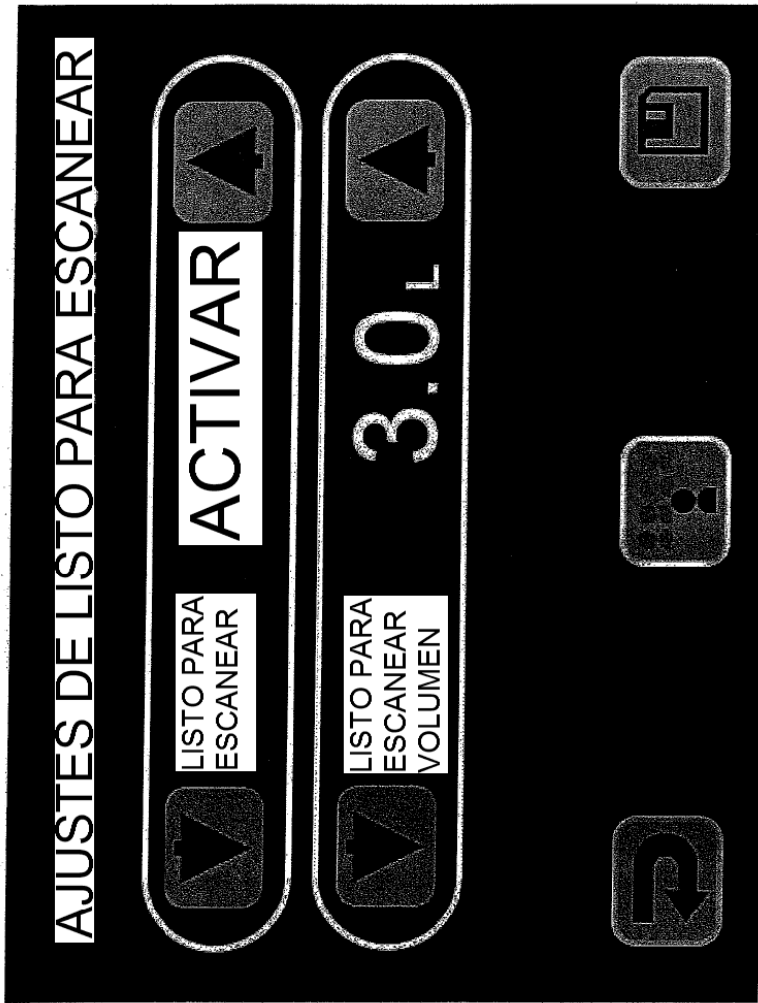 AJUSTES DE LISTO PARA ESCANEAR
LISTO PARA
ESCANEAR
ACTIVAR
LISTO PARA
ESCANEAR
VOLUMEN
3.0 L